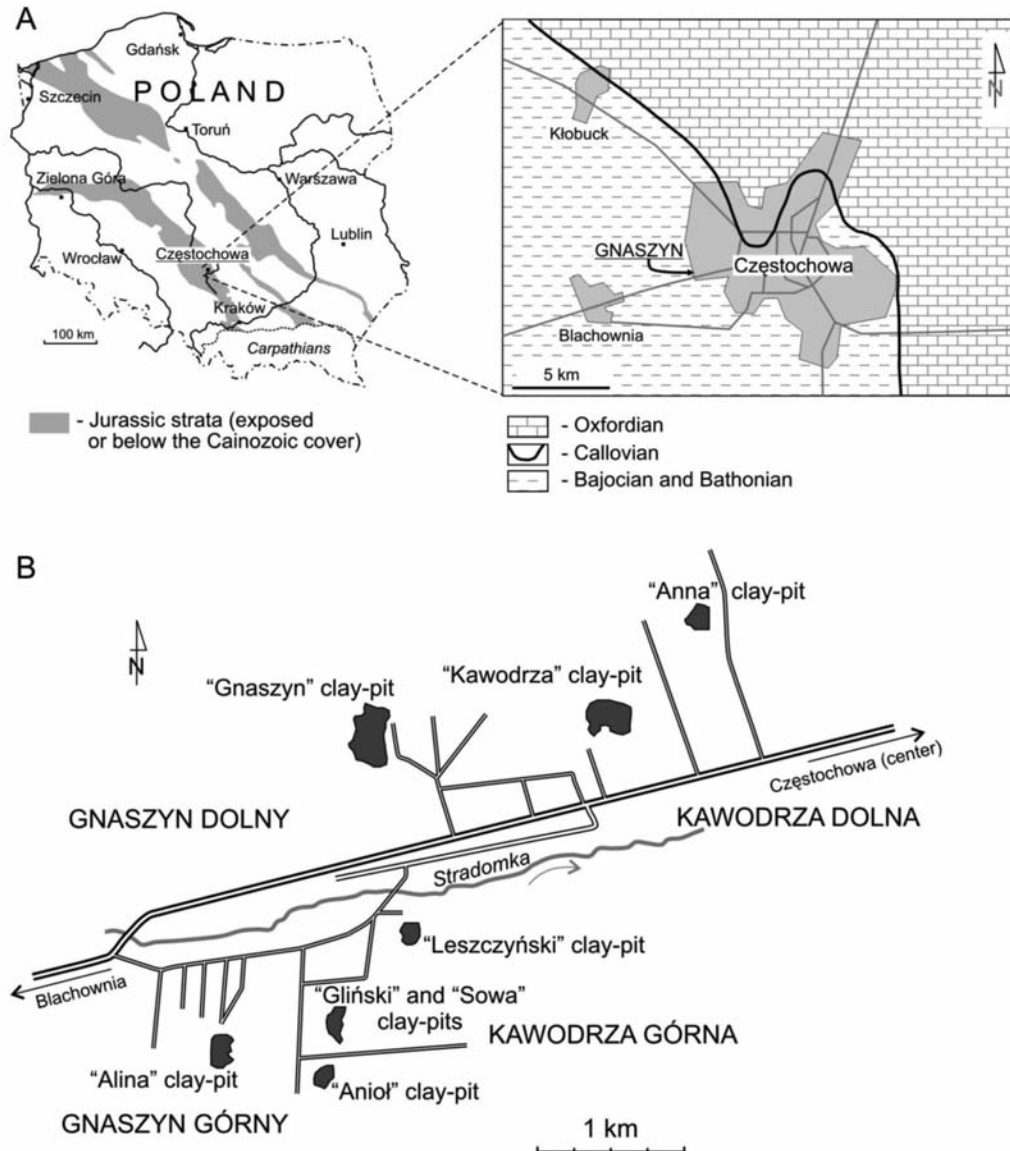 A
Gdańsk
POLAND
Szczecin
Toruń
Zielona Góra
Warszawa
Wrocław
Lublin
Częstochowa
Kraków
100 km
Carpathians
- Jurassic strata (exposed
or below the Cainozoic cover)
N
Kłobuck
GNASZYN
Częstochowa
Blachownia
5 km
- Oxfordian
- Callovian
- Bajocian and Bathonian
B
N
"Anna" clay-pit
"Gnaszyn" clay-pit
"Kawodrza" clay-pit
Częstochowa (center)
GNASZYN DOLNY
KAWODRZA DOLNA
Stradomka
"Leszczyński" clay-pit
Blachownia
"Gliński" and "Sowa"
clay-pits
KAWODRZA GÓRNA
"Alina" clay-pit
"Anioł" clay-pit
GNASZYN GÓRNY
1 km